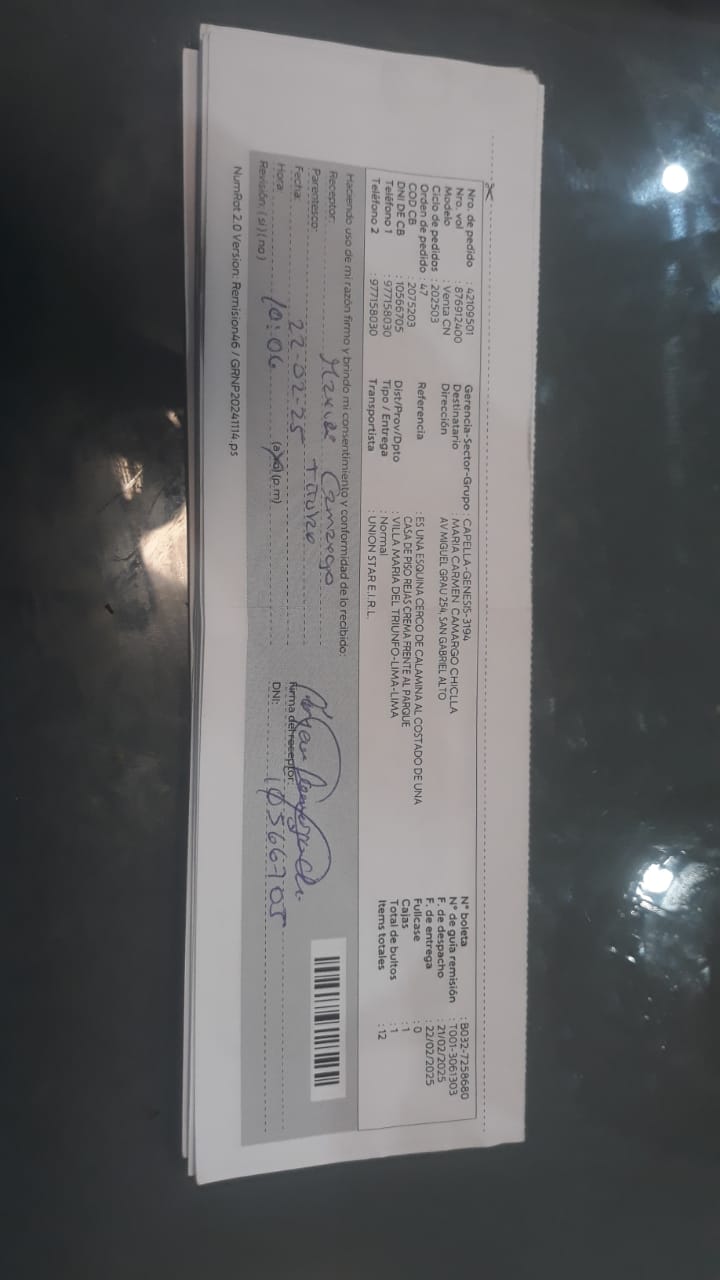 Nro. de pedido : 42109501
Nro. vol : 876912400
Modelo : Venta CN
Ciclo de pedidos : 202503
Orden de pedido : 47
COD CB : 2075203
DNI DE CB : 10566705
Teléfono 1 : 977158030
Teléfono 2 : 977158030
Gerencia-Sector-Grupo : CAPELLA-GENESIS-3194
Destinatario : MARIA CARMEN CAMARGO CHICLLA
Dirección : AV MIGUEL GRAU 254, SAN GABRIEL ALTO
Referencia : ES UNA ESQUINA CERCO DE CALAMINA AL COSTADO DE UNA
CASA DE PISO REJAS CREMA FRENTE AL PARQUE
Dist/Prov/Dpto : VILLA MARIA DEL TRIUNFO-LIMA-LIMA
Tipo / Entrega : Normal
Transportista : UNION STAR E.I.R.L.
N° boleta : B032-7258680
N° de guía remisión : T001-3061303
F. de despacho : 21/02/2025
F. de entrega : 22/02/2025
Fullcase : 0
Cajas : 1
Total de bultos : 1
Items totales : 12
Haciendo uso de mi razón firmo y brindo mi consentimiento y conformidad de lo recibido:
Receptor:
Parentesco:
Fecha: 22-02-25
Hora: 10:06 (a.m) (p.m)
Revisión: ( si ) ( no )
Firma del receptor:
DNI: 10566705
NumRot 2.0 Version: Remision46 / GRNP20241114.ps